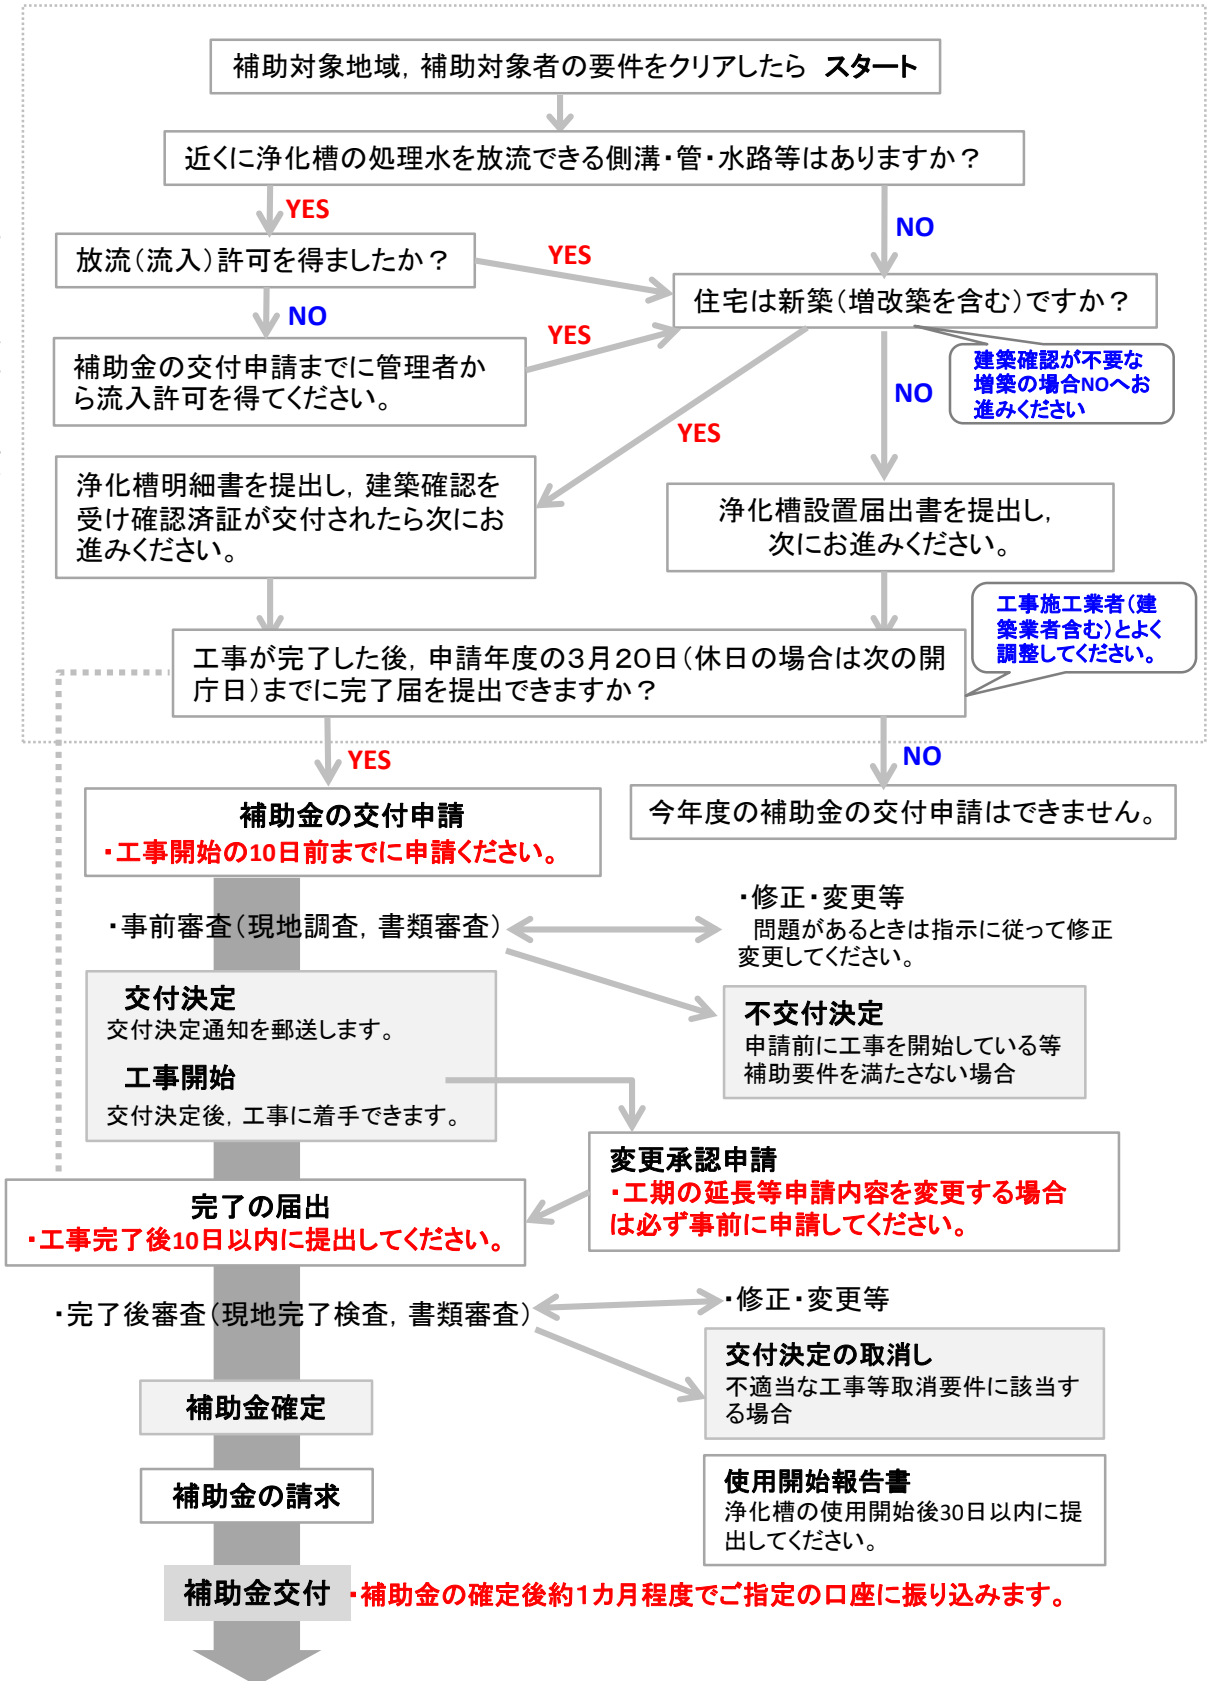 補助対象地域，補助対象者の要件をクリアしたら　スタート
近くに浄化槽の処理水を放流できる側溝・管・水路等はありますか？
YES
NO
放流（流入）許可を得ましたか？
YES
住宅は新築（増改築を含む）ですか？
NO
YES
補助金の交付申請までに管理者か
ら流入許可を得てください。
建築確認が不要な
増築の場合NOへお
進みください
NO
YES
浄化槽明細書を提出し，建築確認を
受け確認済証が交付されたら次にお
進みください。
浄化槽設置届出書を提出し，
次にお進みください。
工事施工業者（建
築業者含む）とよく
調整してください。
工事が完了した後，申請年度の３月２０日（休日の場合は次の開
庁日）までに完了届を提出できますか？
YES
NO
補助金の交付申請
・工事開始の10日前までに申請ください。
今年度の補助金の交付申請はできません。
・事前審査（現地調査，書類審査）
・修正・変更等
問題があるときは指示に従って修正
変更してください。
交付決定
交付決定通知を郵送します。
工事開始
交付決定後，工事に着手できます。
不交付決定
申請前に工事を開始している等
補助要件を満たさない場合
変更承認申請
・工期の延長等申請内容を変更する場合
は必ず事前に申請してください。
完了の届出
・工事完了後10日以内に提出してください。
・完了後審査（現地完了検査，書類審査）
・修正・変更等
交付決定の取消し
不適当な工事等取消要件に該当す
る場合
補助金確定
補助金の請求
使用開始報告書
浄化槽の使用開始後30日以内に提
出してください。
補助金交付
・補助金の確定後約１カ月程度でご指定の口座に振り込みます。